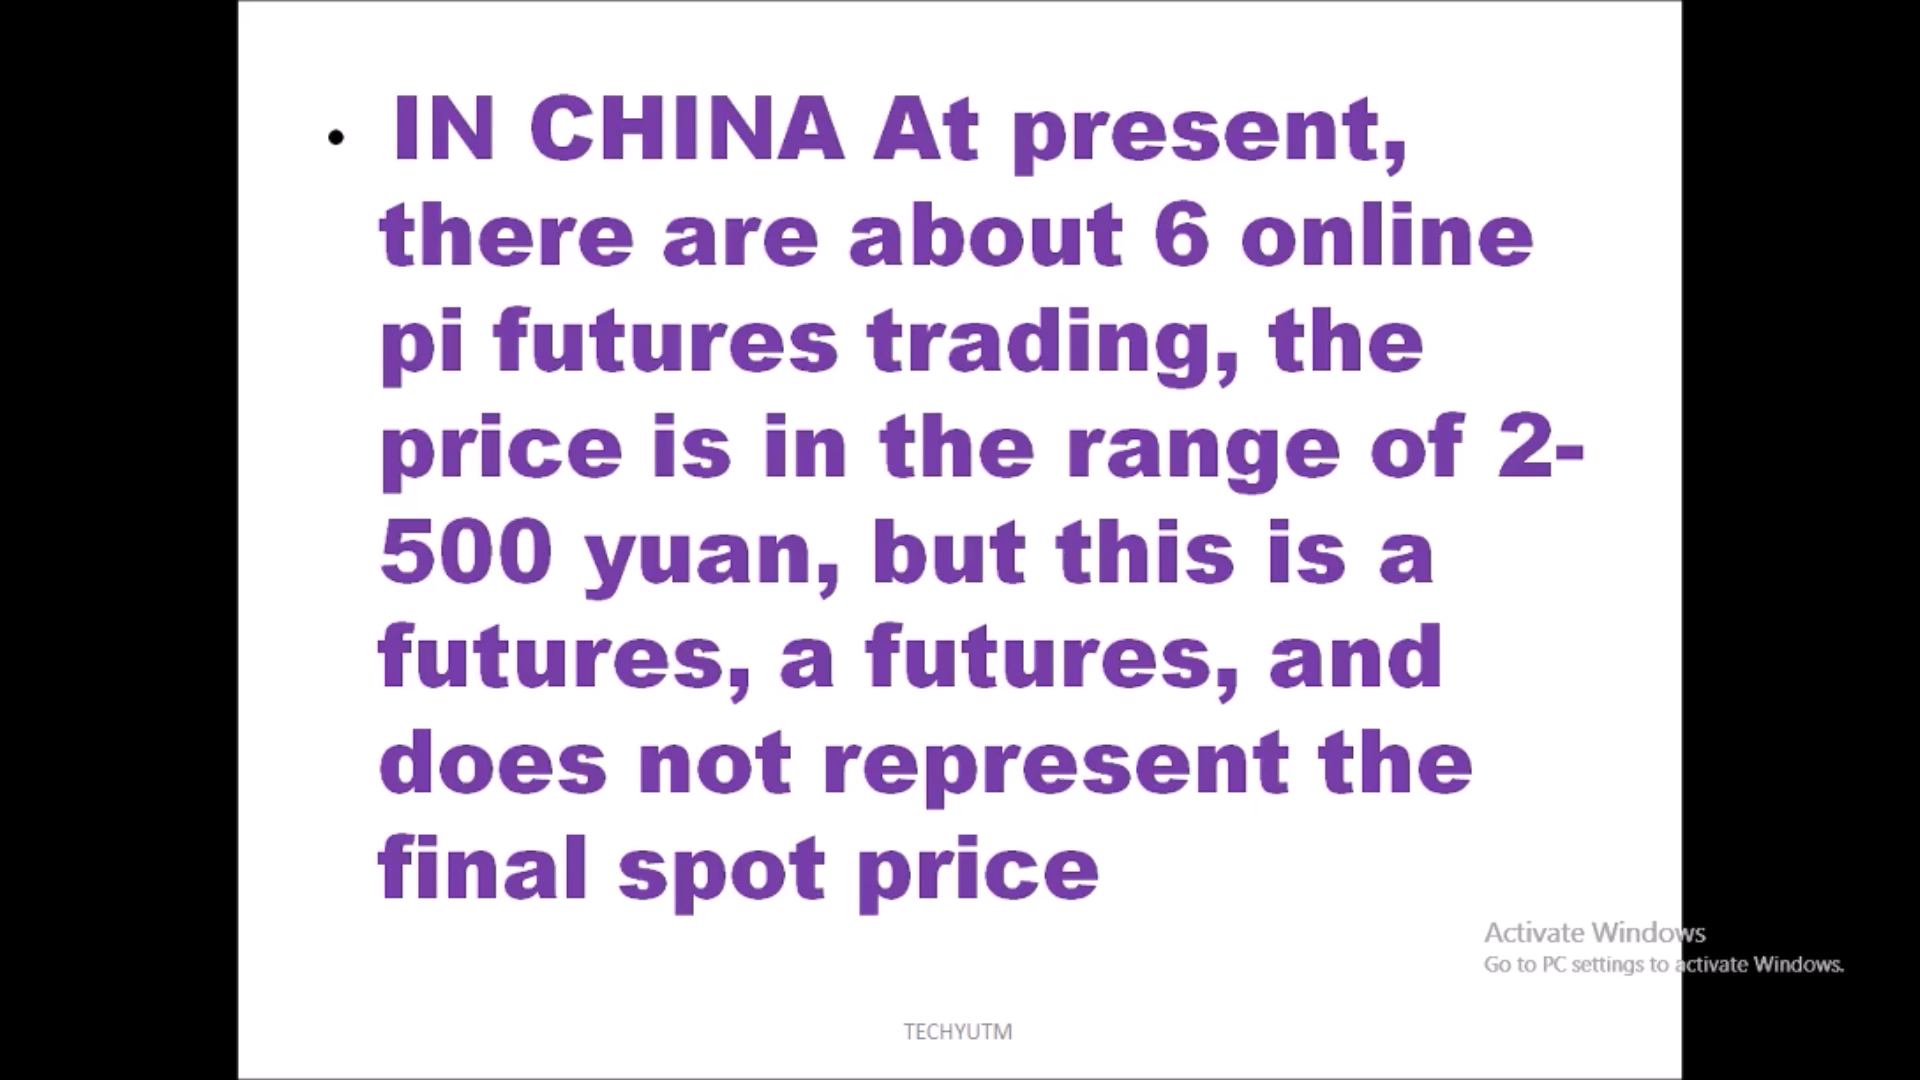 • IN CHINA At present,
there are about 6 online
pi futures trading, the
price is in the range of 2-
500 yuan, but this is a
futures, a futures, and
does not represent the
final spot price
Activate Windows
Go to PC settings to activate Windows.
TECHYUTM